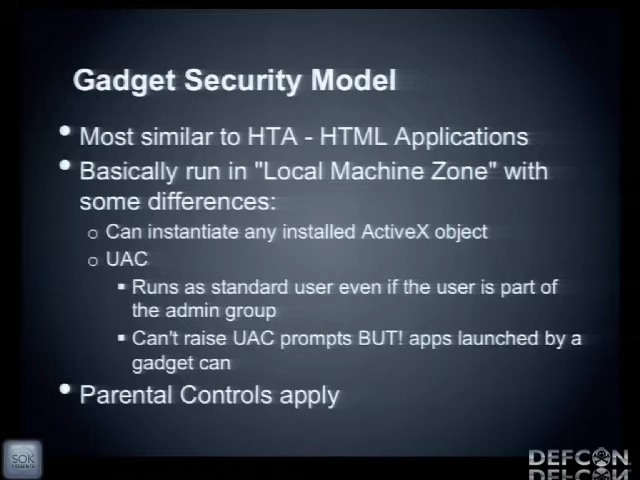 Gadget Security Model
• Most similar to HTA - HTML Applications
• Basically run in "Local Machine Zone" with
some differences:
o Can instantiate any installed ActiveX object
o UAC
▪ Runs as standard user even if the user is part of
the admin group
▪ Can't raise UAC prompts BUT! apps launched by a
gadget can
• Parental Controls apply
SOK
DEFCON